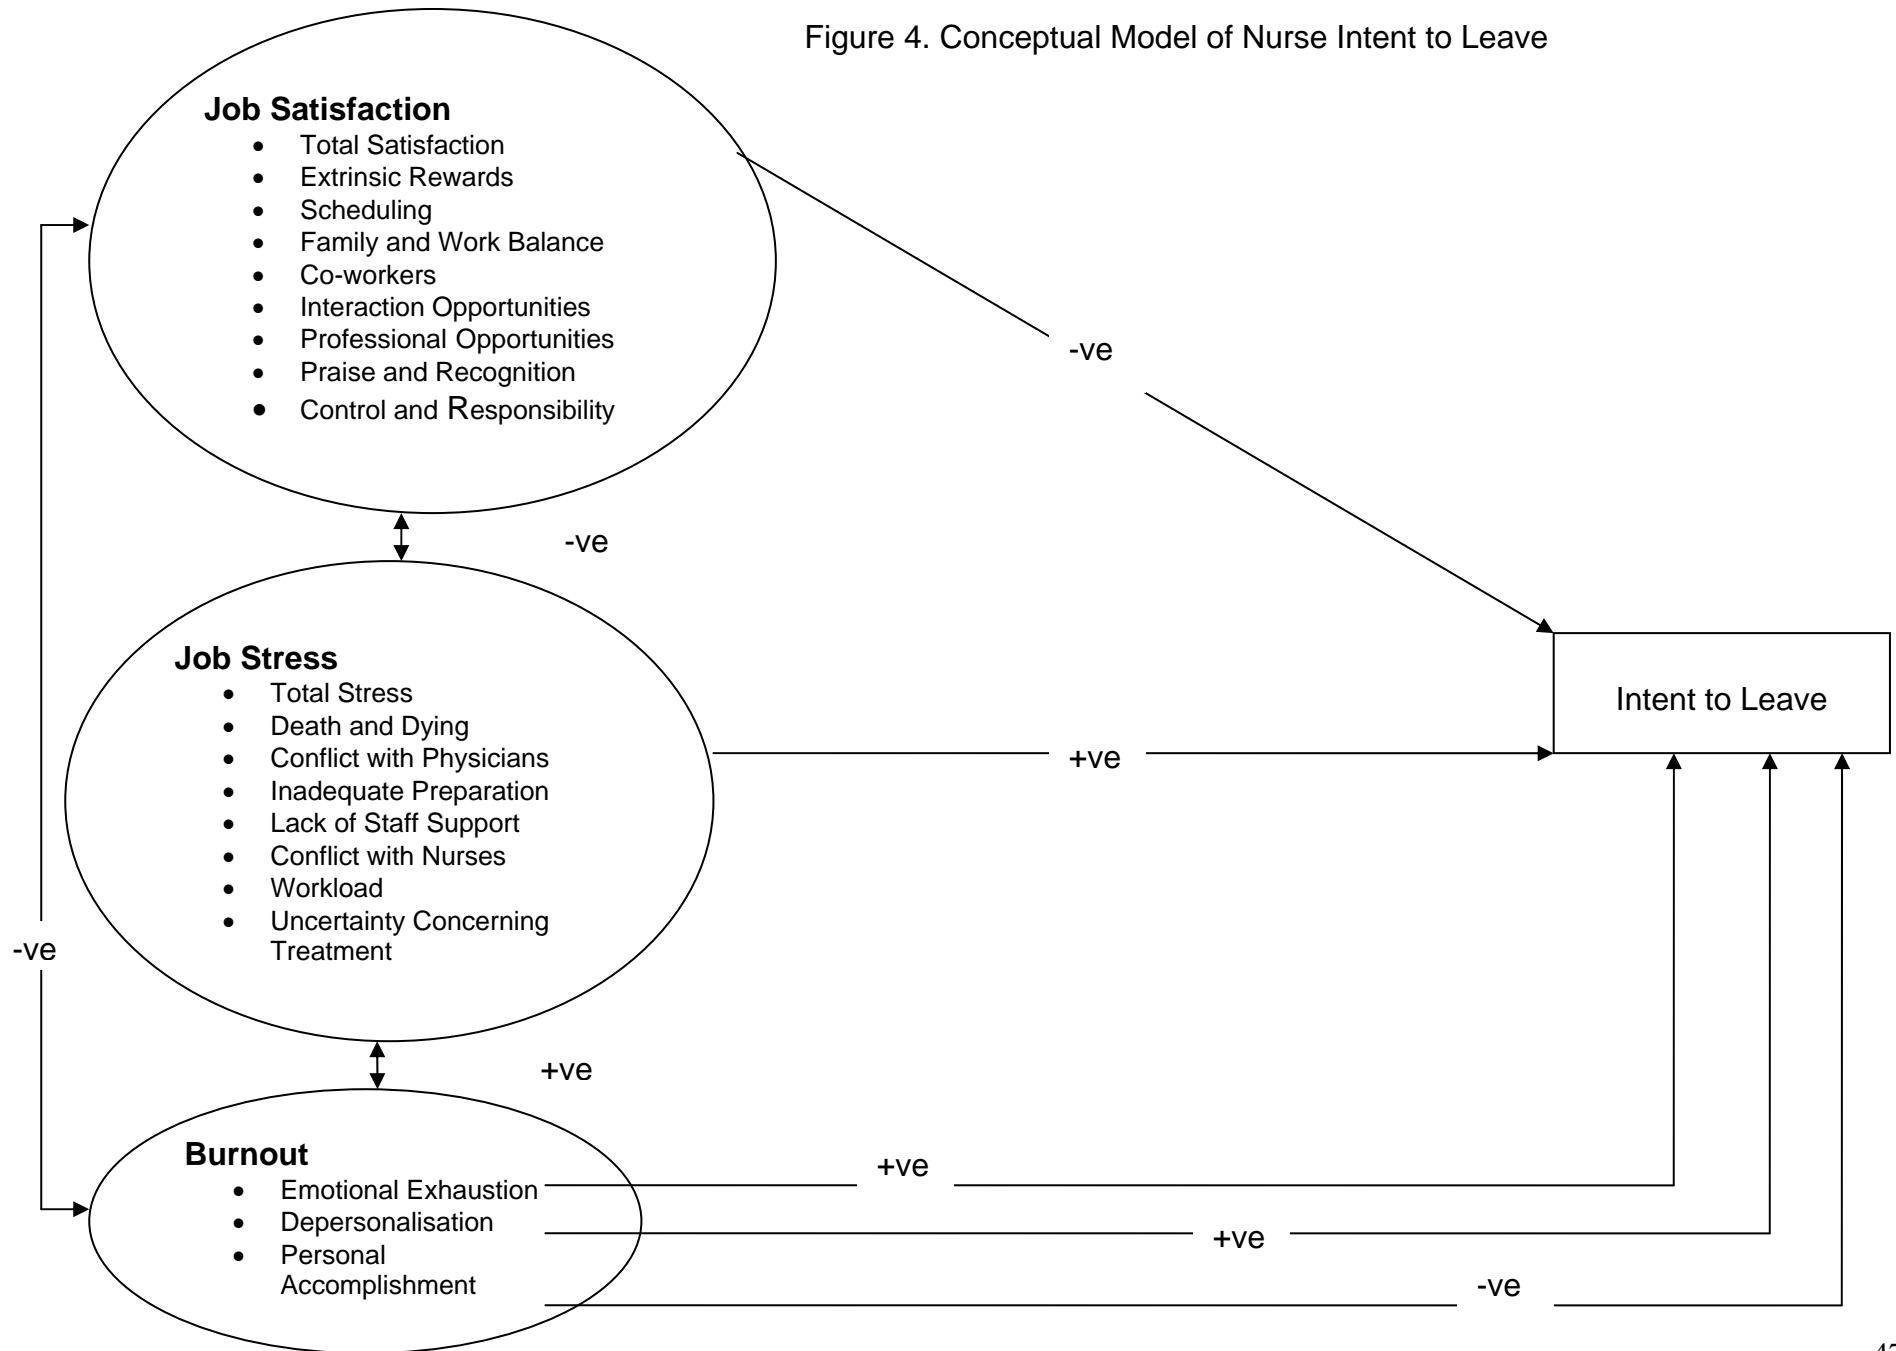 Figure 4. Conceptual Model of Nurse Intent to Leave
Job Satisfaction
• Total Satisfaction
• Extrinsic Rewards
• Scheduling
• Family and Work Balance
• Co-workers
• Interaction Opportunities
• Professional Opportunities
• Praise and Recognition
• Control and Responsibility
-ve
-ve
Job Stress
• Total Stress
• Death and Dying
• Conflict with Physicians
• Inadequate Preparation
• Lack of Staff Support
• Conflict with Nurses
• Workload
• Uncertainty Concerning
Treatment
Intent to Leave
+ve
-ve
+ve
Burnout
• Emotional Exhaustion
• Depersonalisation
• Personal
Accomplishment
+ve
+ve
-ve